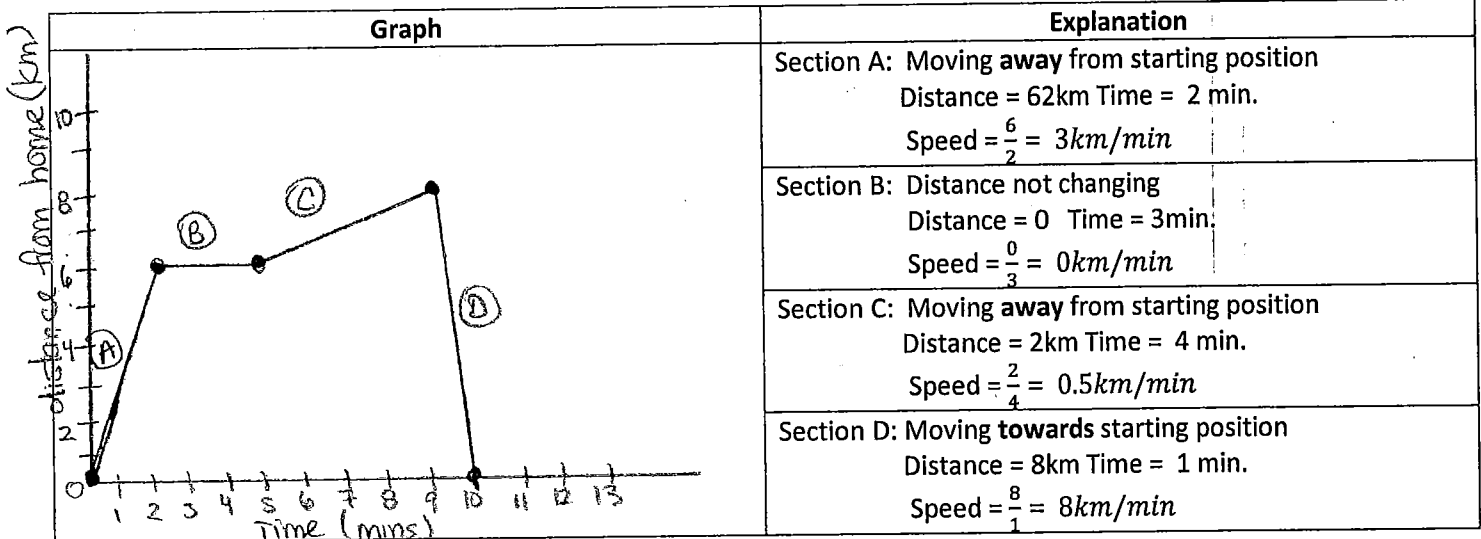 Graph
Explanation
distance from home (km)
10
8
6
4
2
0
A
B
C
D
1 2 3 4 5 6 7 8 9 10 11 12 13
Time (mins)
Section A: Moving away from starting position
Distance = 62km Time = 2 min.
Speed = 6/2 = 3km/min
Section B: Distance not changing
Distance = 0 Time = 3min.
Speed = 0/3 = 0km/min
Section C: Moving away from starting position
Distance = 2km Time = 4 min.
Speed = 2/4 = 0.5km/min
Section D: Moving towards starting position
Distance = 8km Time = 1 min.
Speed = 8/1 = 8km/min